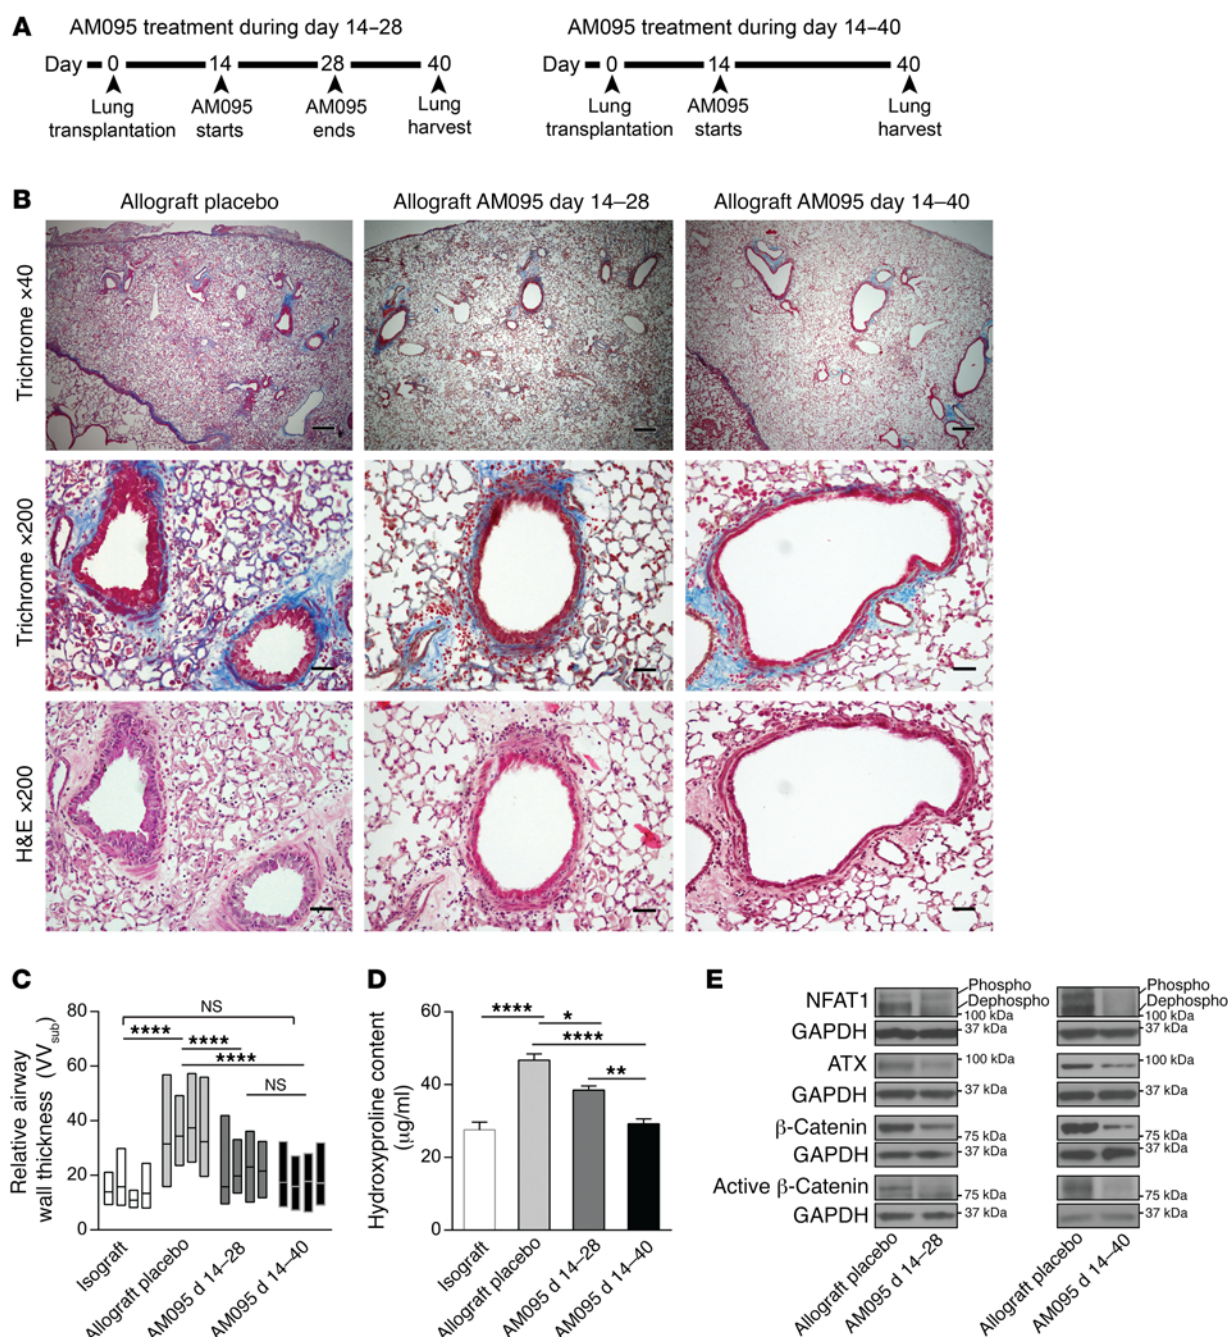 A
AM095 treatment during day 14–28
Day 0 14 28 40
Lung transplantation
AM095 starts
AM095 ends
Lung harvest
AM095 treatment during day 14–40
Day 0 14 40
Lung transplantation
AM095 starts
Lung harvest
B
Allograft placebo
Allograft AM095 day 14–28
Allograft AM095 day 14–40
Trichrome ×40
Trichrome ×200
H&E ×200
C
Relative airway
wall thickness (VVsub)
80
60
40
20
0
NS
****
****
****
NS
Isograft
Allograft placebo
AM095 d 14–28
AM095 d 14–40
D
Hydroxyproline content
(μg/ml)
60
40
20
0
**** *
****
**
Isograft
Allograft placebo
AM095 d 14–28
AM095 d 14–40
E
NFAT1
Phospho
Dephospho
100 kDa
Phospho
Dephospho
100 kDa
GAPDH
37 kDa
37 kDa
ATX
100 kDa
100 kDa
GAPDH
37 kDa
37 kDa
β-Catenin
75 kDa
75 kDa
GAPDH
37 kDa
37 kDa
Active β-Catenin
75 kDa
75 kDa
GAPDH
37 kDa
37 kDa
Allograft placebo
AM095 d 14–28
Allograft placebo
AM095 d 14–40